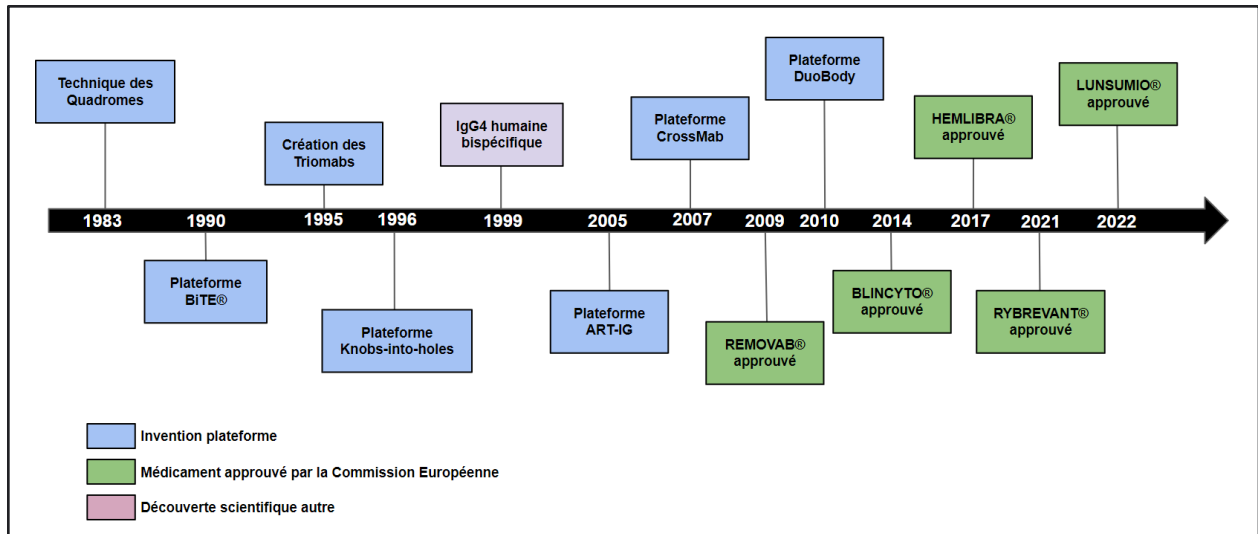 Technique des
Quadromes
Création des
Triomabs
IgG4 humaine
bispécifique
Plateforme
CrossMab
Plateforme
DuoBody
HEMLIBRA®
approuvé
LUNSUMIO®
approuvé
1983
1990
1995
1996
1999
2005
2007
2009
2010
2014
2017
2021
2022
Plateforme
BiTE®
Plateforme
Knobs-into-holes
Plateforme
ART-IG
REMOVAB®
approuvé
BLINCYTO®
approuvé
RYBREVANT®
approuvé
Invention plateforme
Médicament approuvé par la Commission Européenne
Découverte scientifique autre